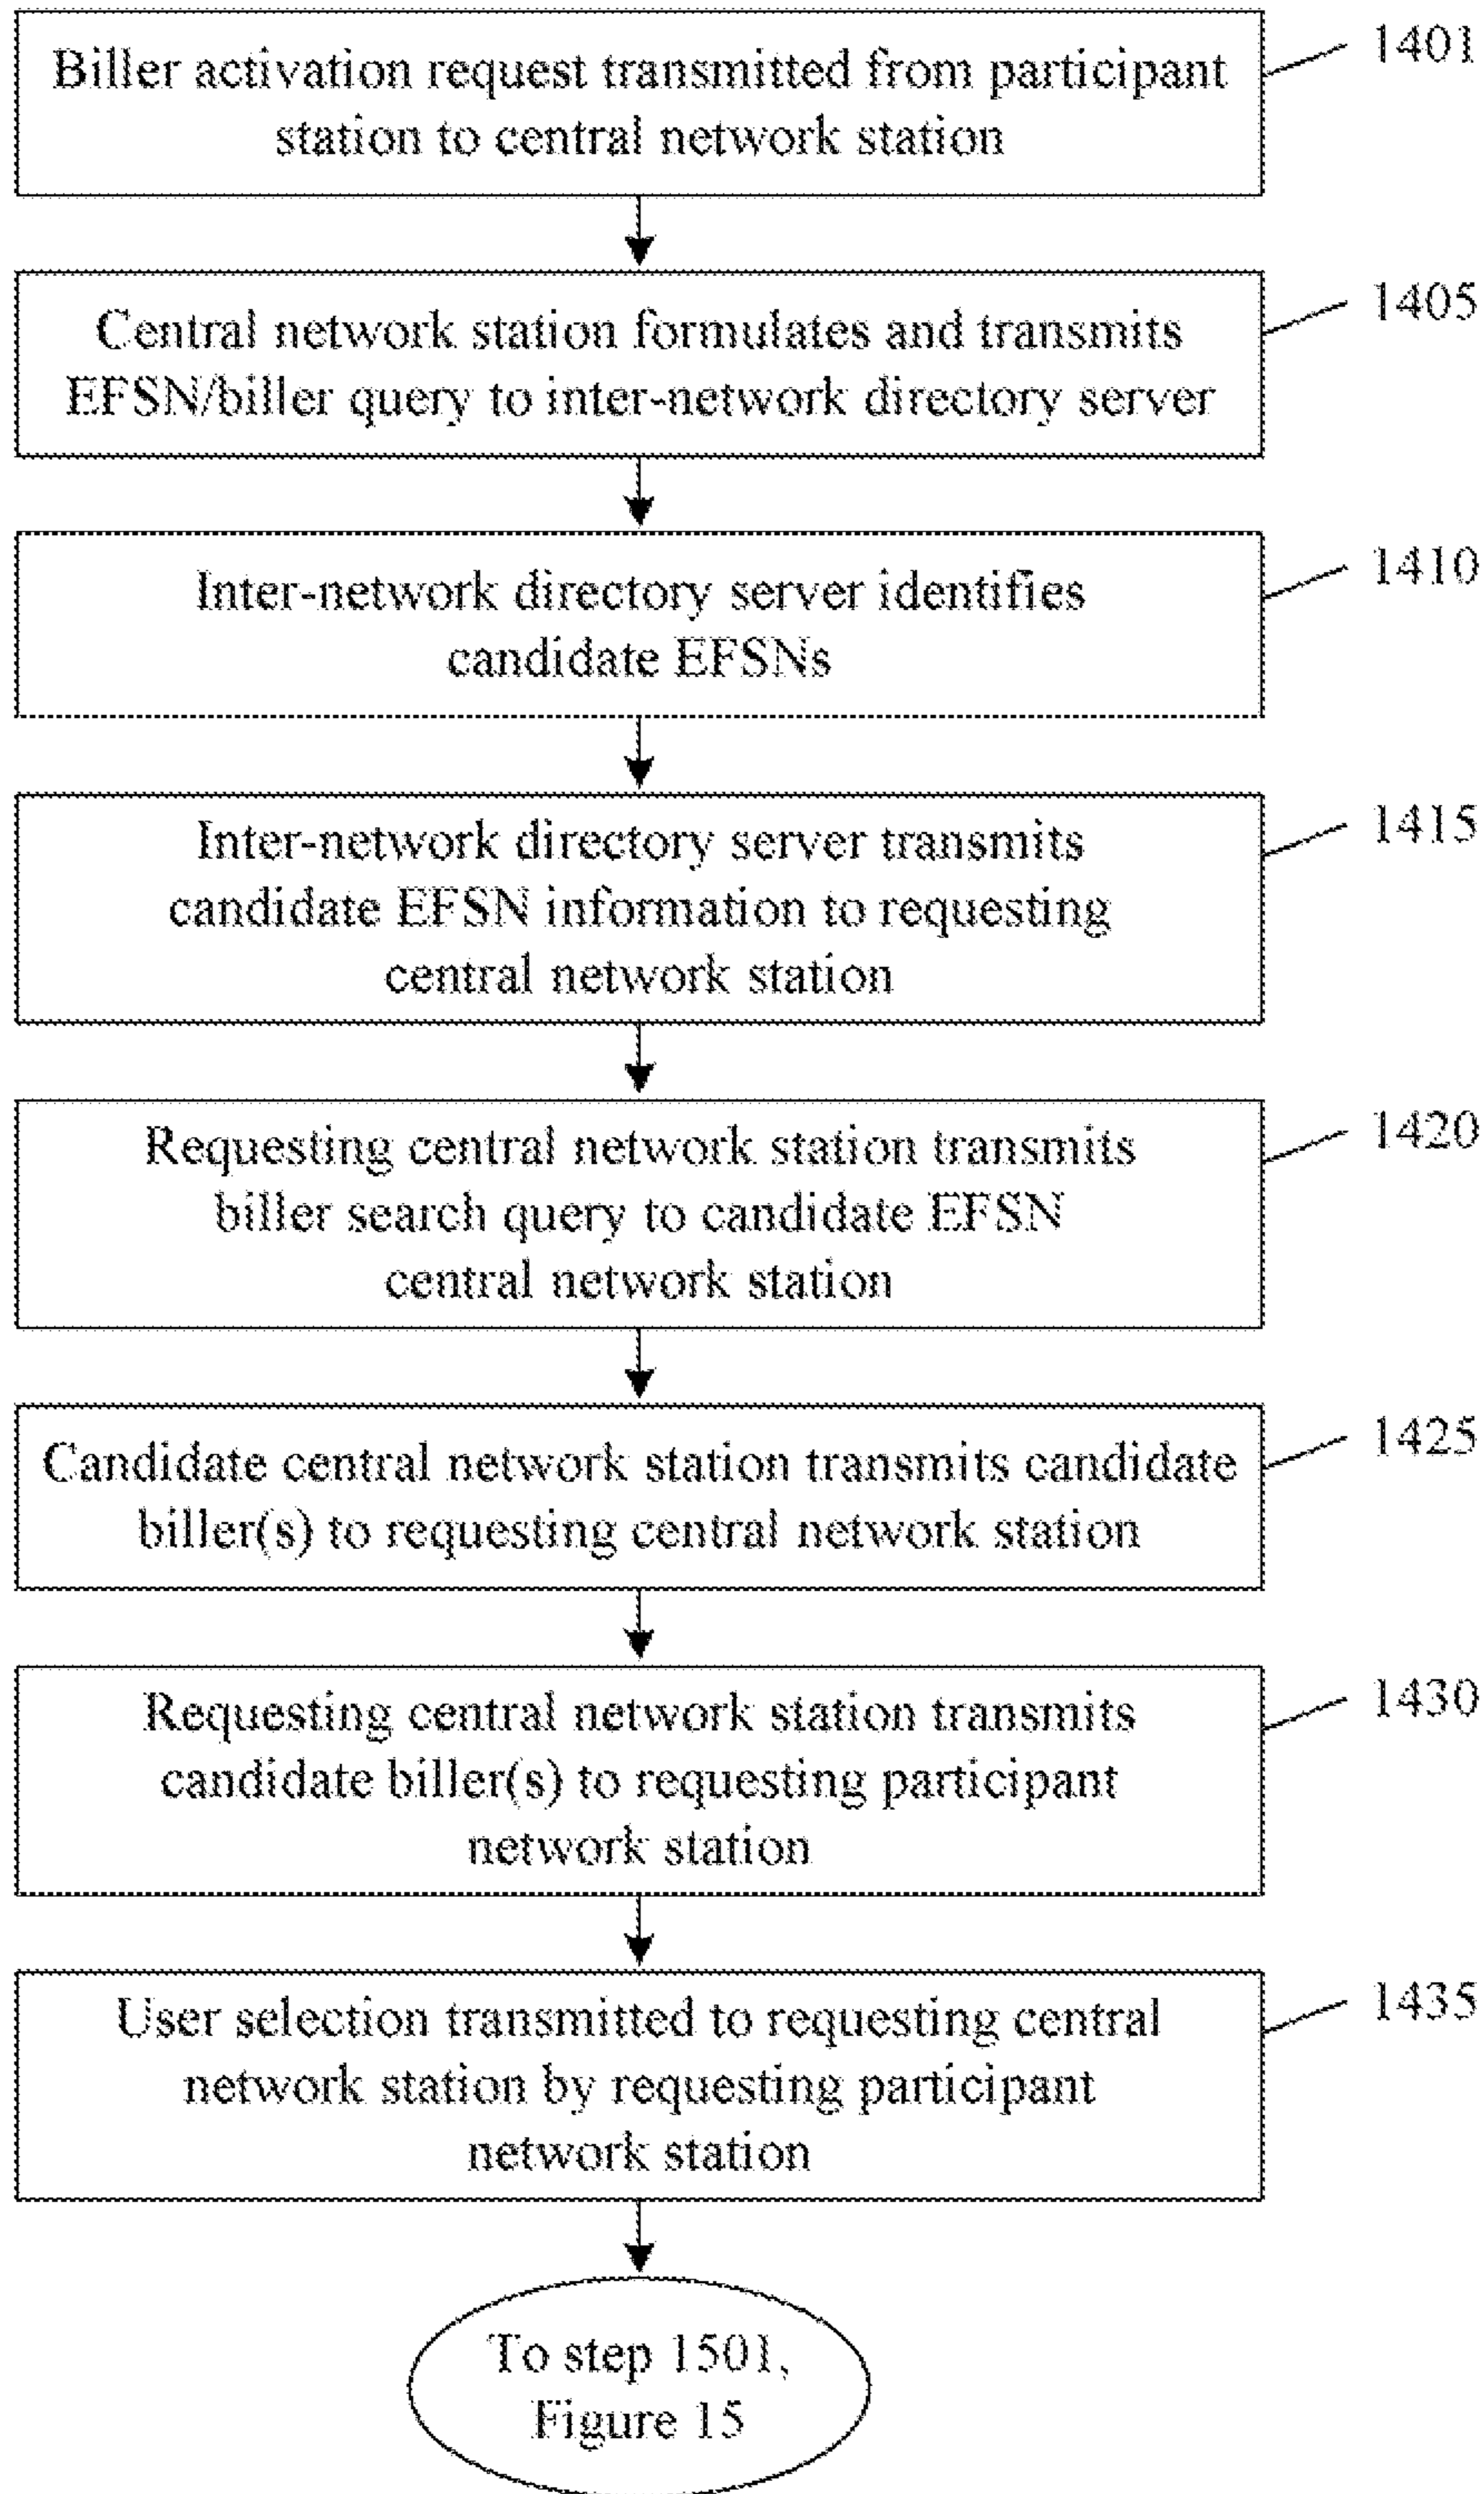 Biller activation request transmitted from participant
station to central network station
1401
Central network station formulates and transmits
EFSN/biller query to inter-network directory server
1405
Inter-network directory server identifies
candidate EFSNs
1410
Inter-network directory server transmits
candidate EFSN information to requesting
central network station
1415
Requesting central network station transmits
biller search query to candidate EFSN
central network station
1420
Candidate central network station transmits candidate
biller(s) to requesting central network station
1425
Requesting central network station transmits
candidate biller(s) to requesting participant
network station
1430
User selection transmitted to requesting central
network station by requesting participant
network station
1435
To step 1501,
Figure 15